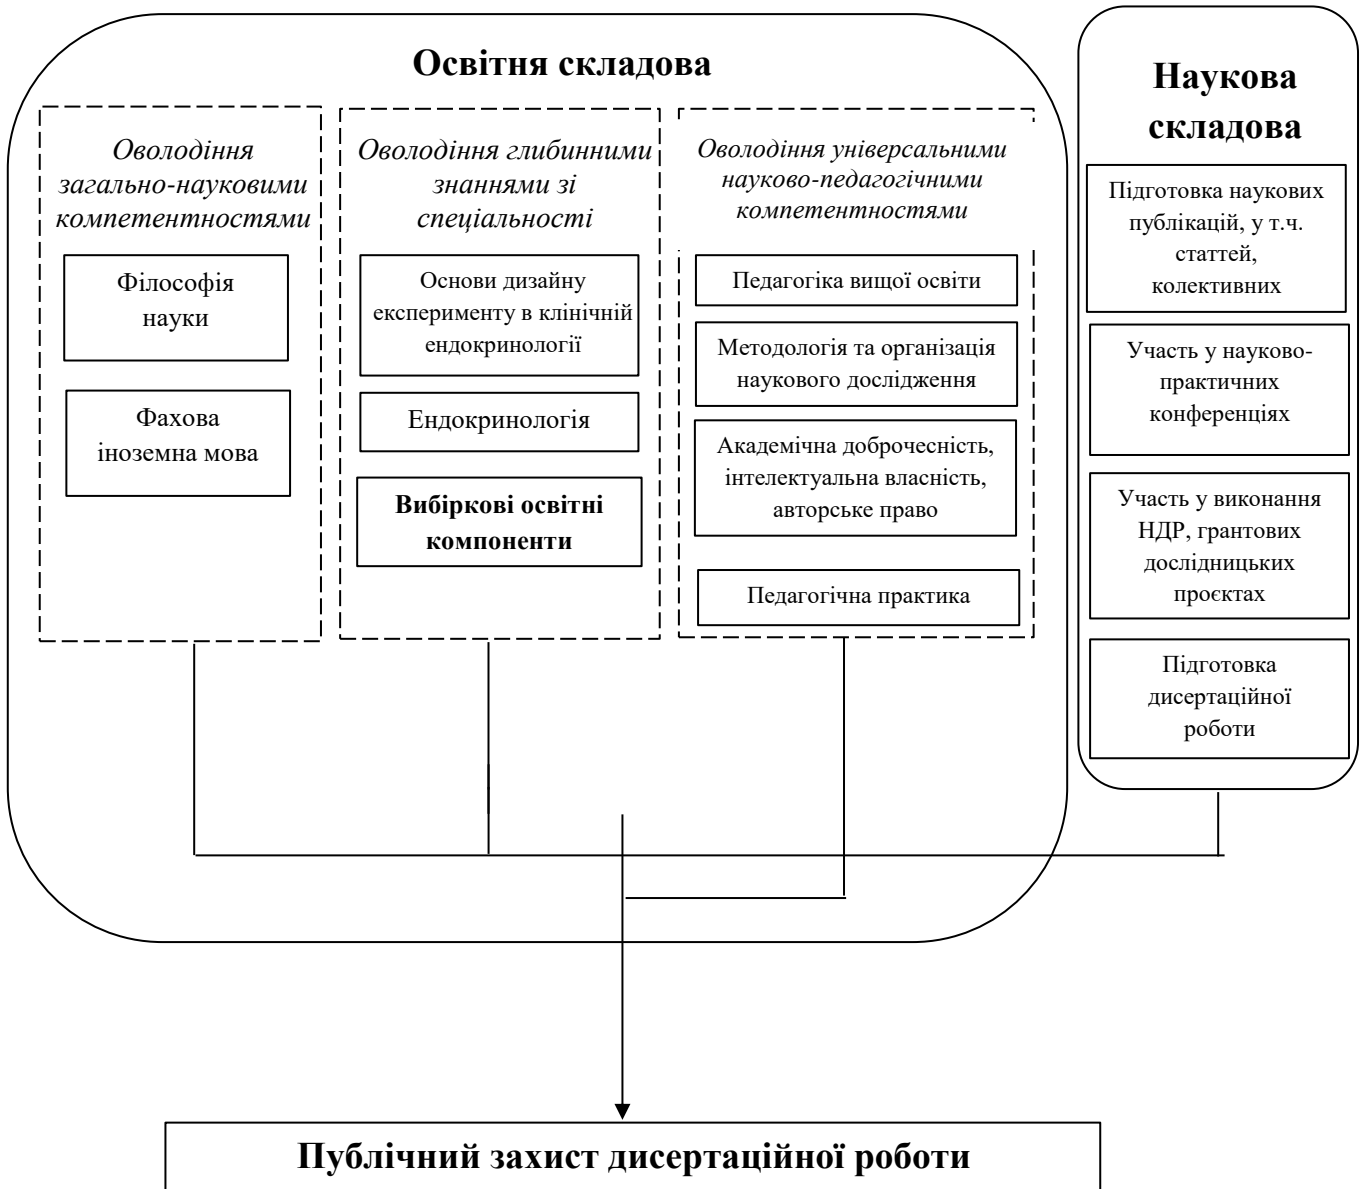 Освітня складова
Оволодіння
загально-науковими
компетентностями
Філософія
науки
Фахова
іноземна мова
Оволодіння глибинними
знаннями зі
спеціальності
Основи дизайну
експерименту в клінічній
ендокринології
Ендокринологія
Вибіркові освітні
компоненти
Оволодіння універсальними
науково-педагогічними
компетентностями
Педагогіка вищої освіти
Методологія та організація
наукового дослідження
Академічна доброчесність,
інтелектуальна власність,
авторське право
Педагогічна практика
Наукова
складова
Підготовка наукових
публікацій, у т.ч.
статтей,
колективних
Участь у науково-
практичних
конференціях
Участь у виконання
НДР, грантових
дослідницьких
проєктах
Підготовка
дисертаційної
роботи
Публічний захист дисертаційної роботи